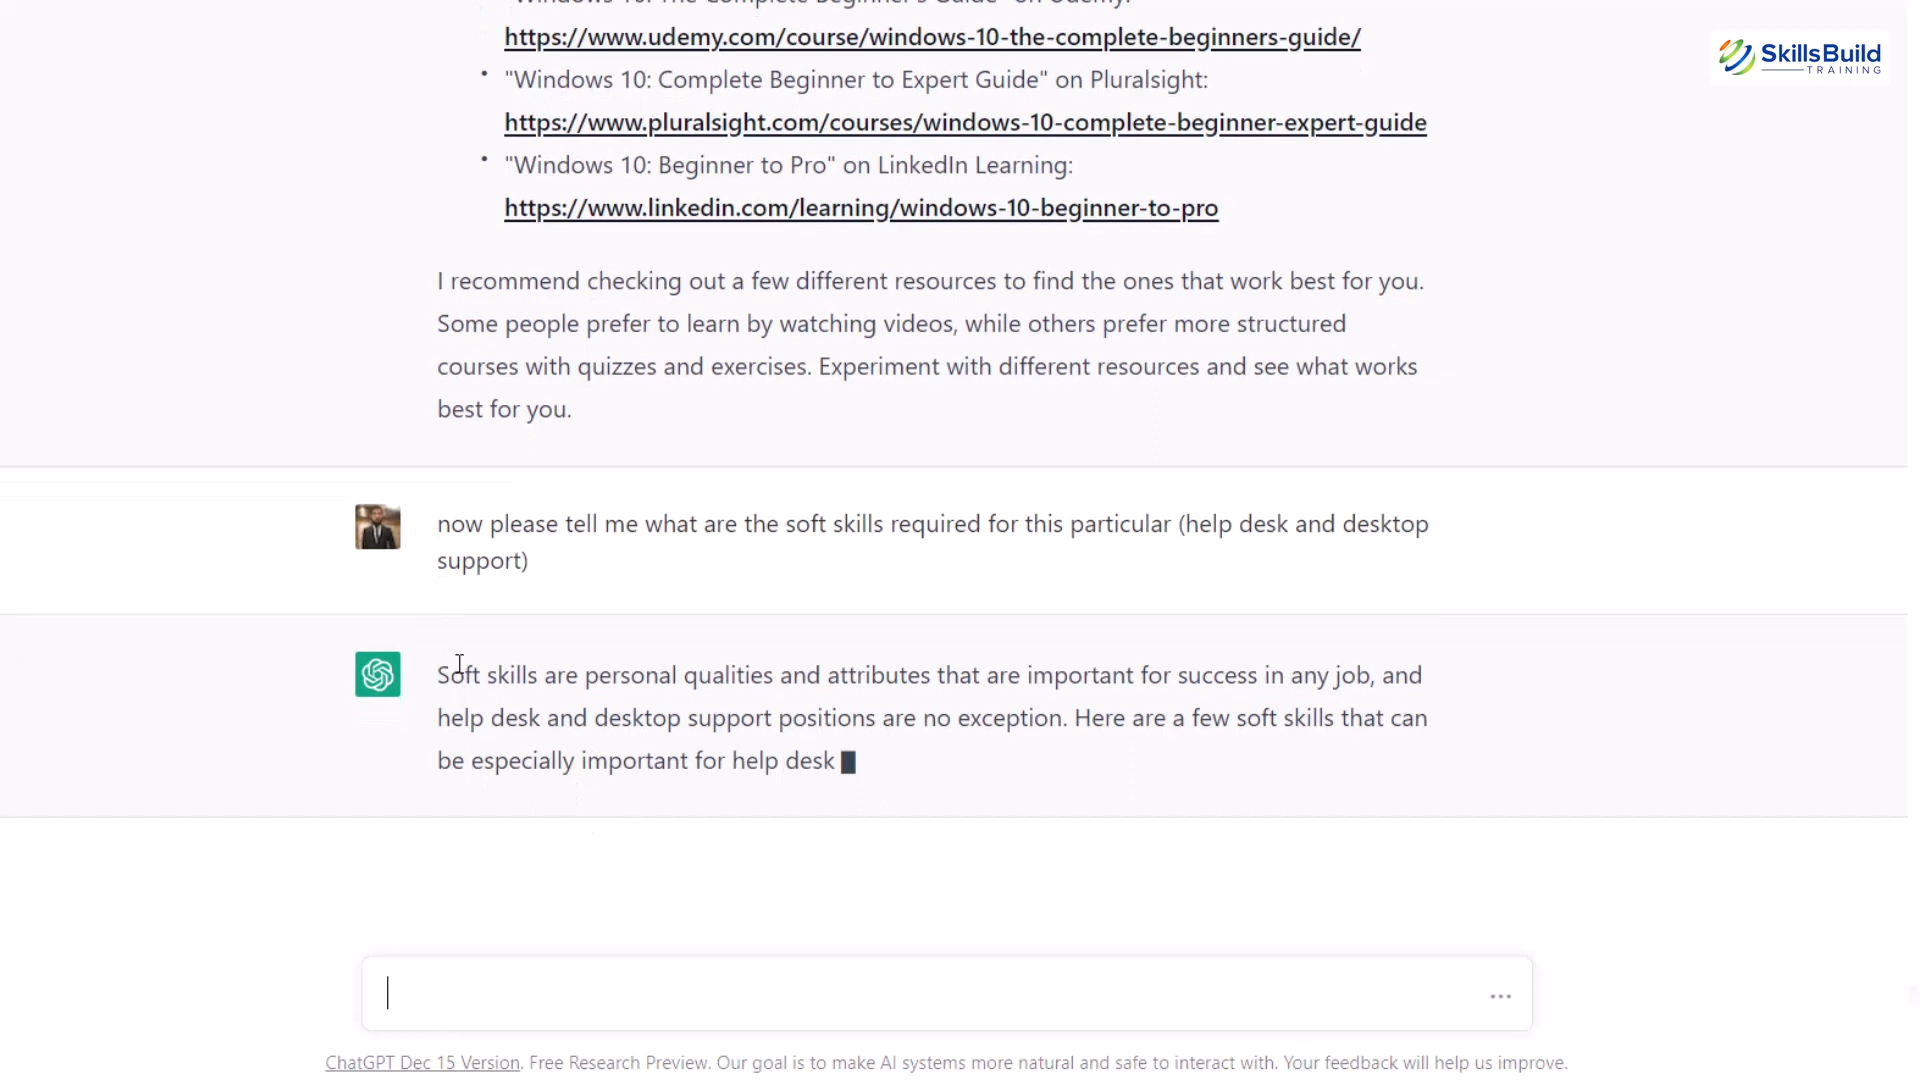 "Windows 10: The Complete Beginner's Guide" on Udemy:
https://www.udemy.com/course/windows-10-the-complete-beginners-guide/
SkillsBuild
TRAINING
• "Windows 10: Complete Beginner to Expert Guide" on Pluralsight:
https://www.pluralsight.com/courses/windows-10-complete-beginner-expert-guide
• "Windows 10: Beginner to Pro" on LinkedIn Learning:
https://www.linkedin.com/learning/windows-10-beginner-to-pro
I recommend checking out a few different resources to find the ones that work best for you.
Some people prefer to learn by watching videos, while others prefer more structured
courses with quizzes and exercises. Experiment with different resources and see what works
best for you.
now please tell me what are the soft skills required for this particular (help desk and desktop
support)
Soft skills are personal qualities and attributes that are important for success in any job, and
help desk and desktop support positions are no exception. Here are a few soft skills that can
be especially important for help desk
ChatGPT Dec 15 Version. Free Research Preview. Our goal is to make AI systems more natural and safe to interact with. Your feedback will help us improve.